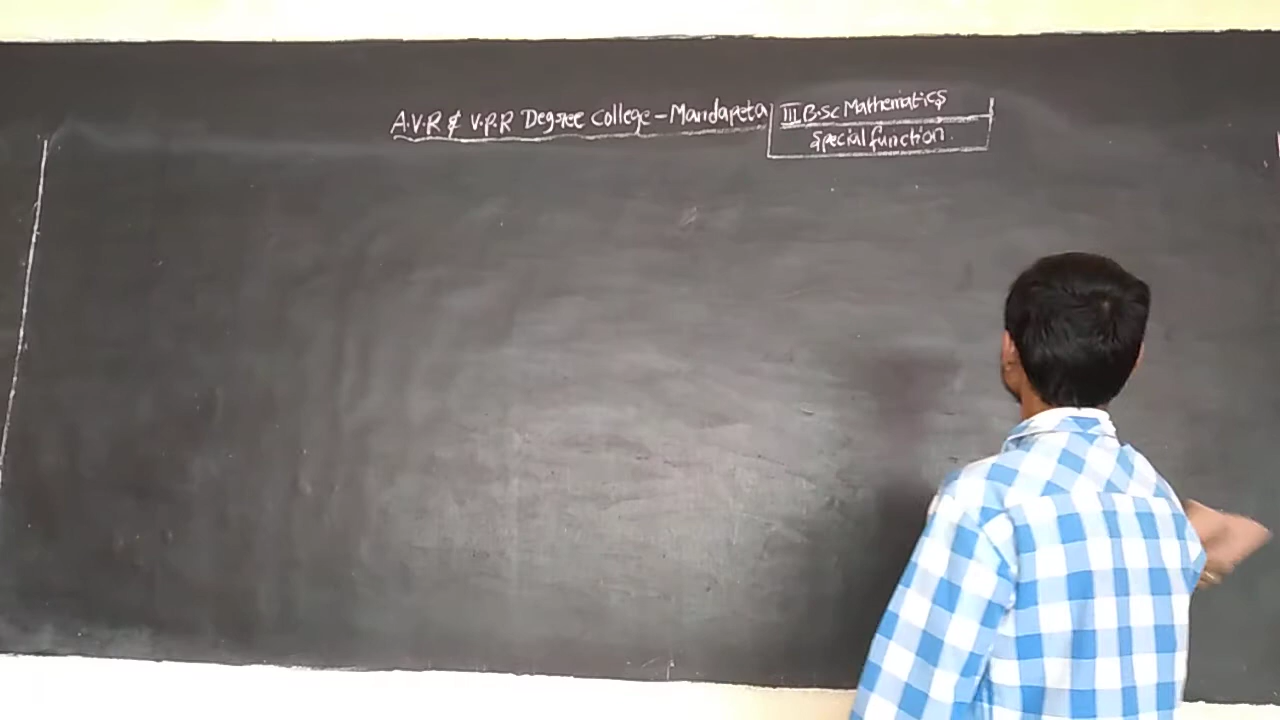 A.V.R & V.P.R Degree College - Mandapeta
III B.Sc Mathematics
Special function.